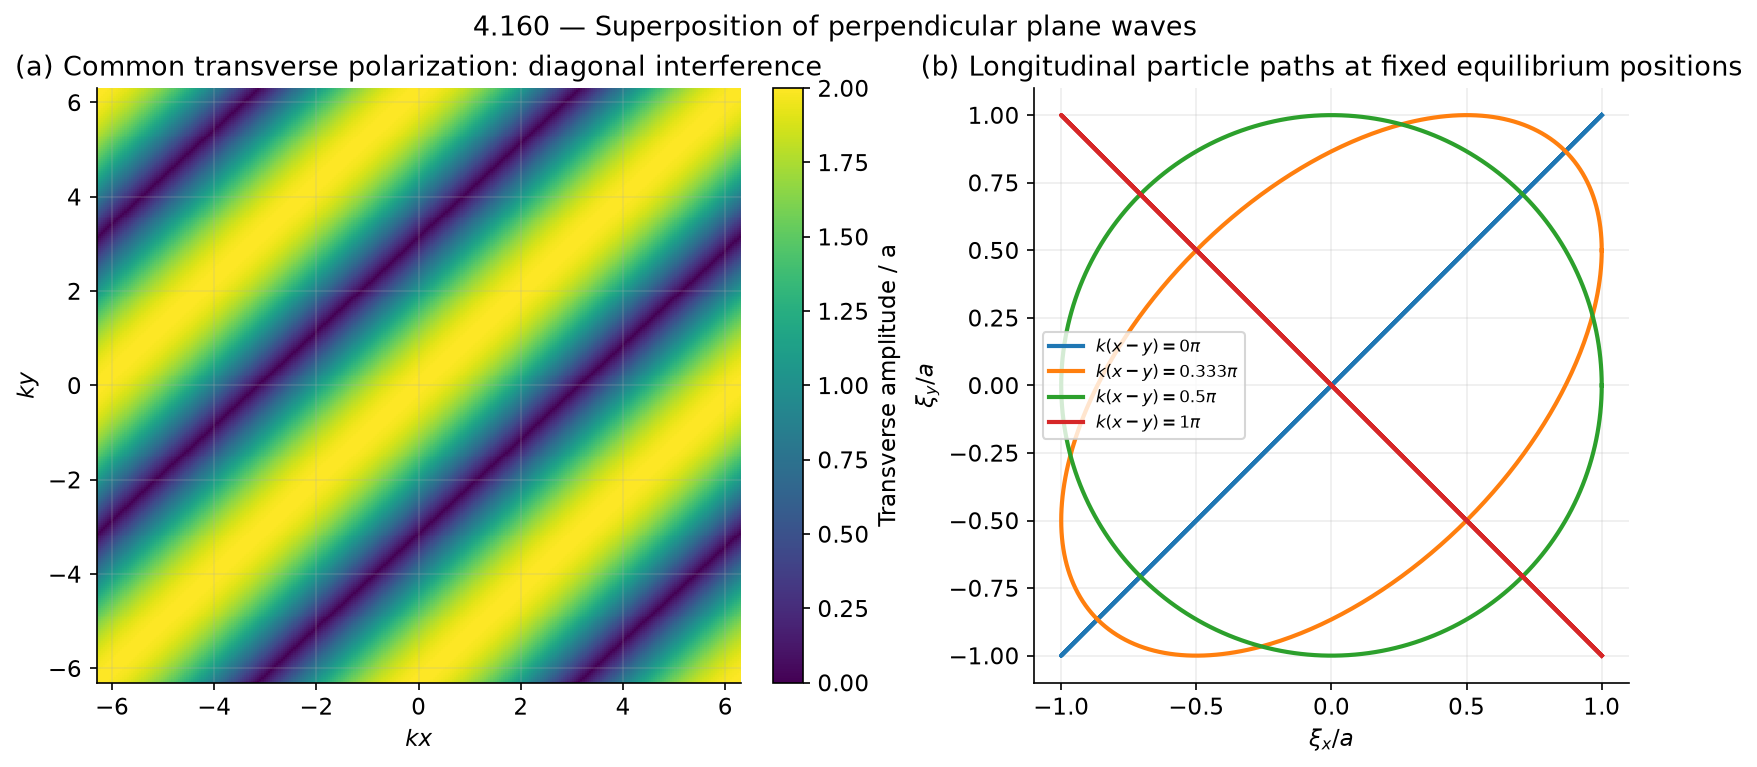 4.160 — Superposition of perpendicular plane waves
(a) Common transverse polarization: diagonal interference
6
4
2
0
−2
−4
−6
ky
−6 −4 −2 0 2 4 6
kx
2.00
1.75
1.50
1.25
1.00
0.75
0.50
0.25
0.00
Transverse amplitude / a
(b) Longitudinal particle paths at fixed equilibrium positions
1.00
0.75
0.50
0.25
0.00
−0.25
−0.50
−0.75
−1.00
ξy/a
k(x − y) = 0π
k(x − y) = 0.333π
k(x − y) = 0.5π
k(x − y) = 1π
−1.0 −0.5 0.0 0.5 1.0
ξx/a